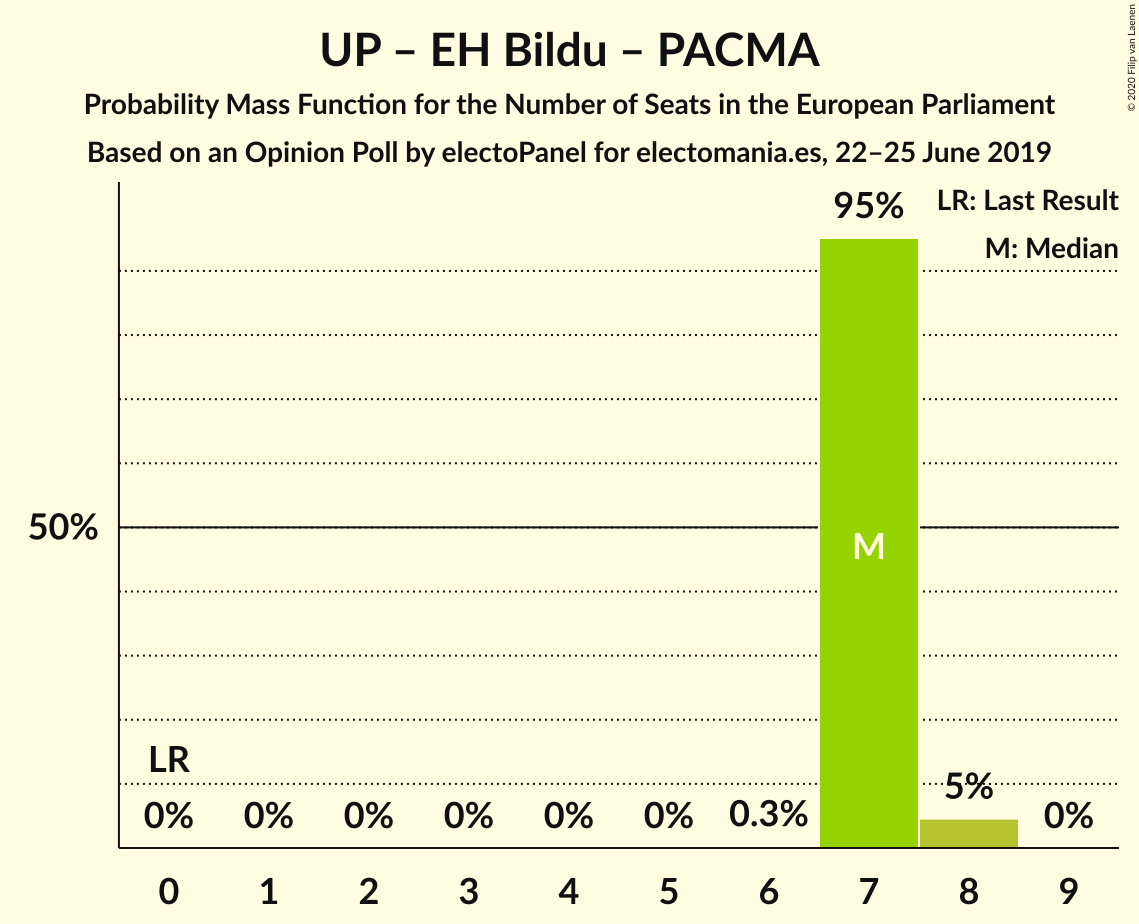 UP – EH Bildu – PACMA
Probability Mass Function for the Number of Seats in the European Parliament
Based on an Opinion Poll by electoPanel for electomania.es, 22–25 June 2019
© 2020 Filip van Laenen
LR: Last Result
M: Median
95%
50%
M
LR
0% 0% 0% 0% 0% 0% 0.3% 5% 0%
0 1 2 3 4 5 6 7 8 9